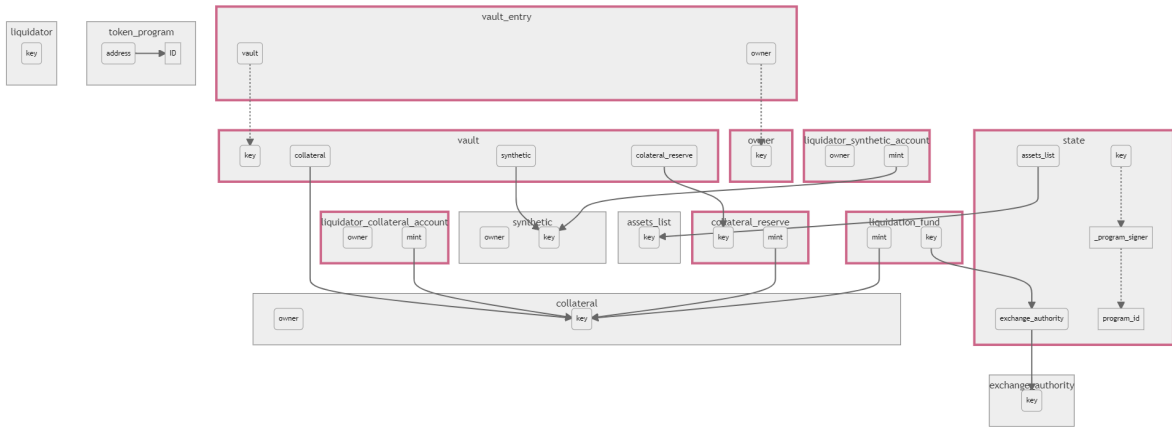 liquidator
key
token_program
address
ID
vault_entry
vault
owner
vault
key
collateral
synthetic
colateral_reserve
owner
key
liquidator_synthetic_account
owner
mint
state
assets_list
key
_program_signer
exchange_authority
program_id
liquidator_collateral_account
owner
mint
synthetic
owner
key
assets_list
key
collateral_reserve
key
mint
liquidation_fund
mint
key
collateral
owner
key
exchange_authority
key